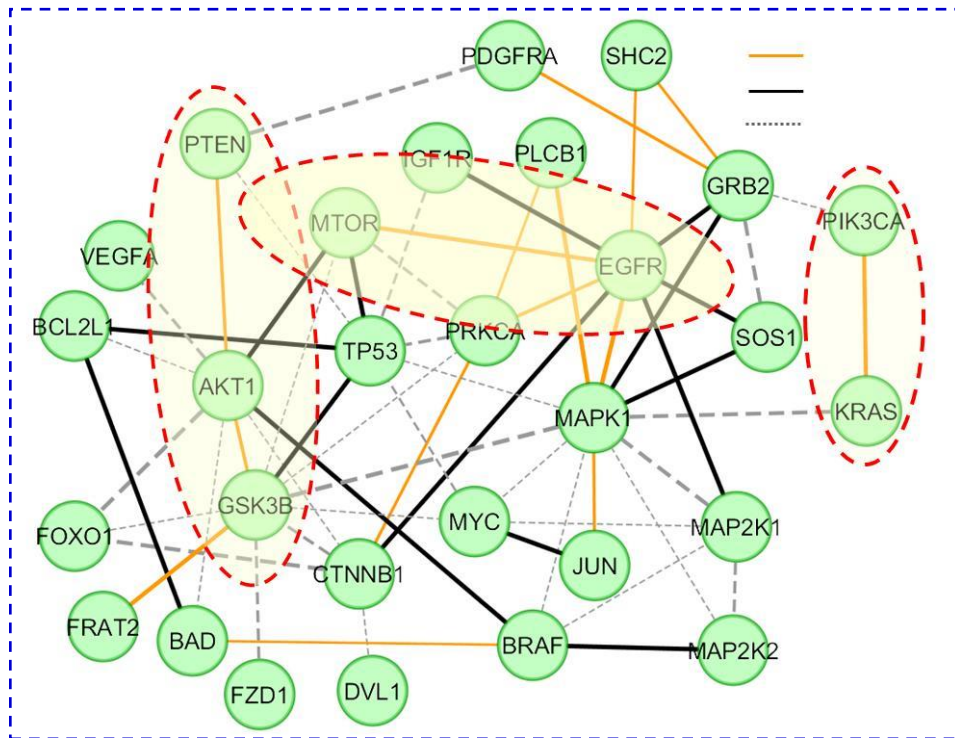 PDGFRA
SHC2
PTEN
IGF1R
PLCB1
GRB2
MTOR
PIK3CA
VEGFA
EGFR
BCL2L1
TP53
PRKCA
SOS1
AKT1
MAPK1
KRAS
GSK3B
MYC
MAP2K1
FOXO1
CTNNB1
JUN
FRAT2
BAD
BRAF
MAP2K2
FZD1
DVL1